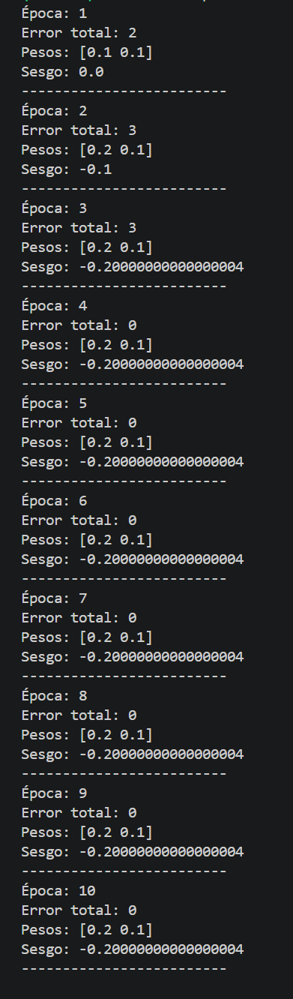 Época: 1
Error total: 2
Pesos: [0.1 0.1]
Sesgo: 0.0
-------------------------
Época: 2
Error total: 3
Pesos: [0.2 0.1]
Sesgo: -0.1
-------------------------
Época: 3
Error total: 3
Pesos: [0.2 0.1]
Sesgo: -0.20000000000000004
-------------------------
Época: 4
Error total: 0
Pesos: [0.2 0.1]
Sesgo: -0.20000000000000004
-------------------------
Época: 5
Error total: 0
Pesos: [0.2 0.1]
Sesgo: -0.20000000000000004
-------------------------
Época: 6
Error total: 0
Pesos: [0.2 0.1]
Sesgo: -0.20000000000000004
-------------------------
Época: 7
Error total: 0
Pesos: [0.2 0.1]
Sesgo: -0.20000000000000004
-------------------------
Época: 8
Error total: 0
Pesos: [0.2 0.1]
Sesgo: -0.20000000000000004
-------------------------
Época: 9
Error total: 0
Pesos: [0.2 0.1]
Sesgo: -0.20000000000000004
-------------------------
Época: 10
Error total: 0
Pesos: [0.2 0.1]
Sesgo: -0.20000000000000004
-------------------------